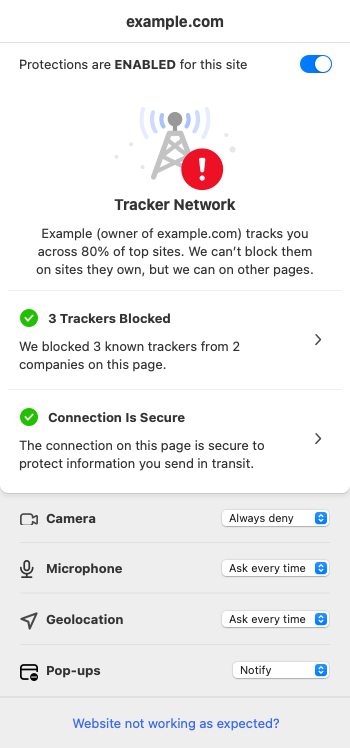 example.com
Protections are ENABLED for this site
Tracker Network
Example (owner of example.com) tracks you
across 80% of top sites. We can’t block them
on sites they own, but we can on other pages.
3 Trackers Blocked
We blocked 3 known trackers from 2
companies on this page.
Connection Is Secure
The connection on this page is secure to
protect information you send in transit.
Camera Always deny
Microphone Ask every time
Geolocation Ask every time
Pop-ups Notify
Website not working as expected?